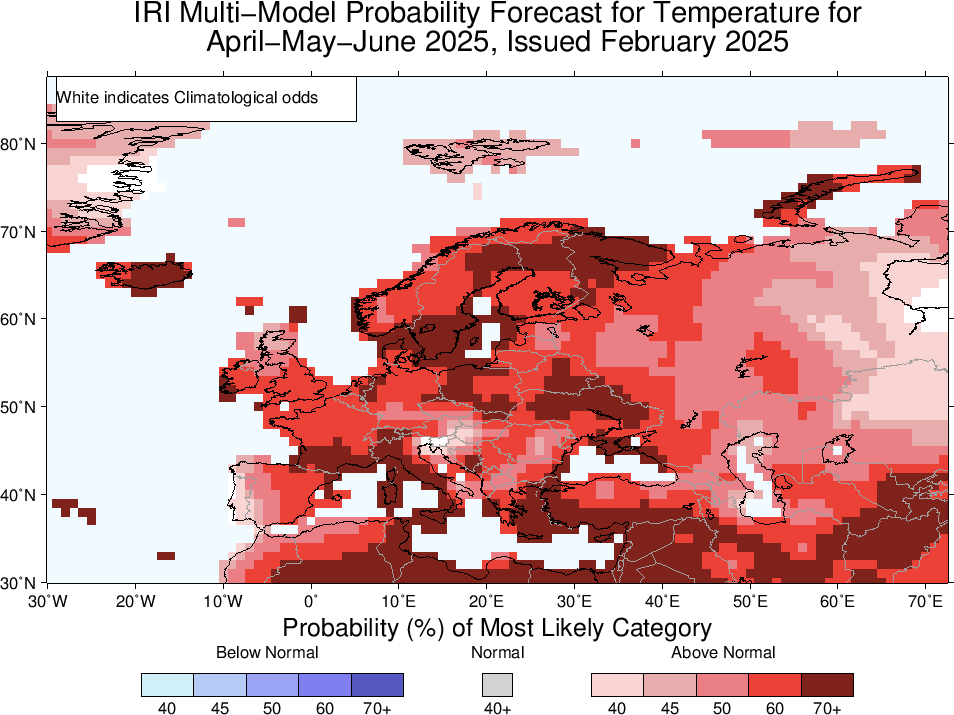 IRI Multi−Model Probability Forecast for Temperature for
April−May−June 2025, Issued February 2025
White indicates Climatological odds
80˚N
70˚N
60˚N
50˚N
40˚N
30˚N
30˚W 20˚W 10˚W 0˚ 10˚E 20˚E 30˚E 40˚E 50˚E 60˚E 70˚E
Probability (%) of Most Likely Category
Below Normal Normal Above Normal
40 45 50 60 70+ 40+ 40 45 50 60 70+